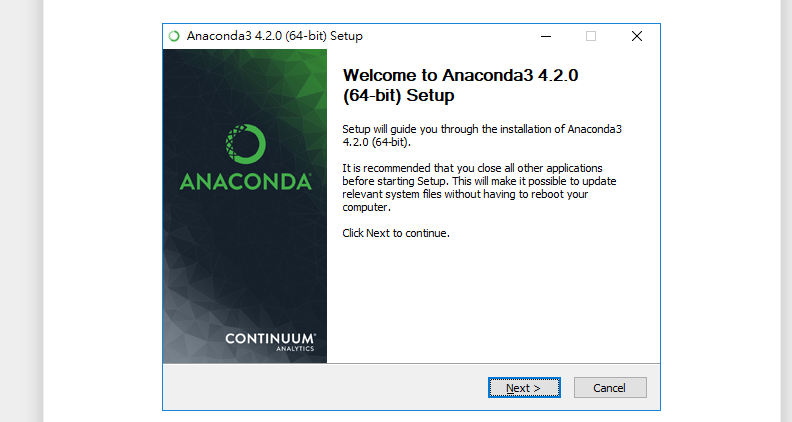 Anaconda3 4.2.0 (64-bit) Setup
Welcome to Anaconda3 4.2.0
(64-bit) Setup
Setup will guide you through the installation of Anaconda3
4.2.0 (64-bit).
It is recommended that you close all other applications
before starting Setup. This will make it possible to update
relevant system files without having to reboot your
computer.
Click Next to continue.
ANACONDA
CONTINUUM
ANALYTICS
Next >
Cancel